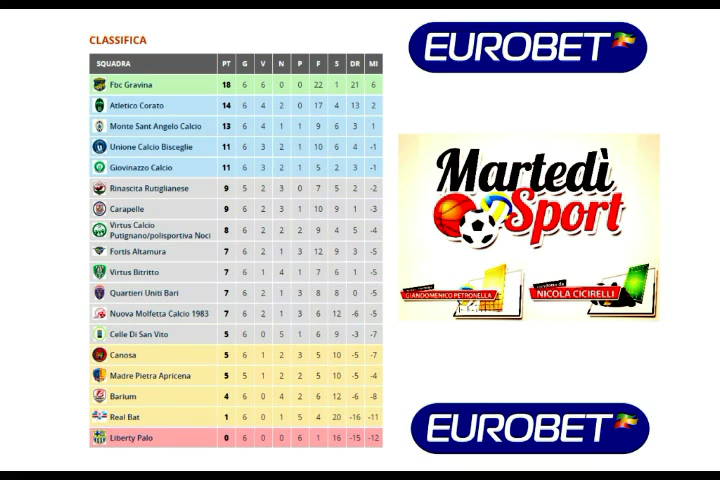 CLASSIFICA
SQUADRA PT G V N P F S DR MI
Fbc Gravina 18 6 6 0 0 22 1 21 6
Atletico Corato 14 6 4 2 0 17 4 13 2
Monte Sant Angelo Calcio 13 6 4 1 1 9 6 3 1
Unione Calcio Bisceglie 11 6 3 2 1 10 6 4 -1
Giovinazzo Calcio 11 6 3 2 1 5 2 3 -1
Rinascita Rutiglianese 9 5 2 3 0 7 5 2 -2
Carapelle 9 6 2 3 1 10 9 1 -3
Virtus Calcio
Putignano/polisportiva Noci 8 6 2 2 2 9 4 5 -4
Fortis Altamura 7 6 2 1 3 12 9 3 -5
Virtus Bitritto 7 6 1 4 1 7 6 1 -5
Quartieri Uniti Bari 7 6 2 1 3 8 8 0 -5
Nuova Molfetta Calcio 1983 7 6 2 1 3 6 12 -6 -5
Celle Di San Vito 5 6 0 5 1 6 9 -3 -7
Canosa 5 6 1 2 3 5 10 -5 -7
Madre Pietra Apricena 5 5 1 2 2 5 10 -5 -4
Barium 4 6 0 4 2 6 12 -6 -8
Real Bat 1 6 0 1 5 4 20 -16 -11
Liberty Palo 0 6 0 0 6 1 16 -15 -12
EUROBET
Martedì
Sport
GIANDOMENICO PETRONELLA
NICOLA CICIRELLI
EUROBET